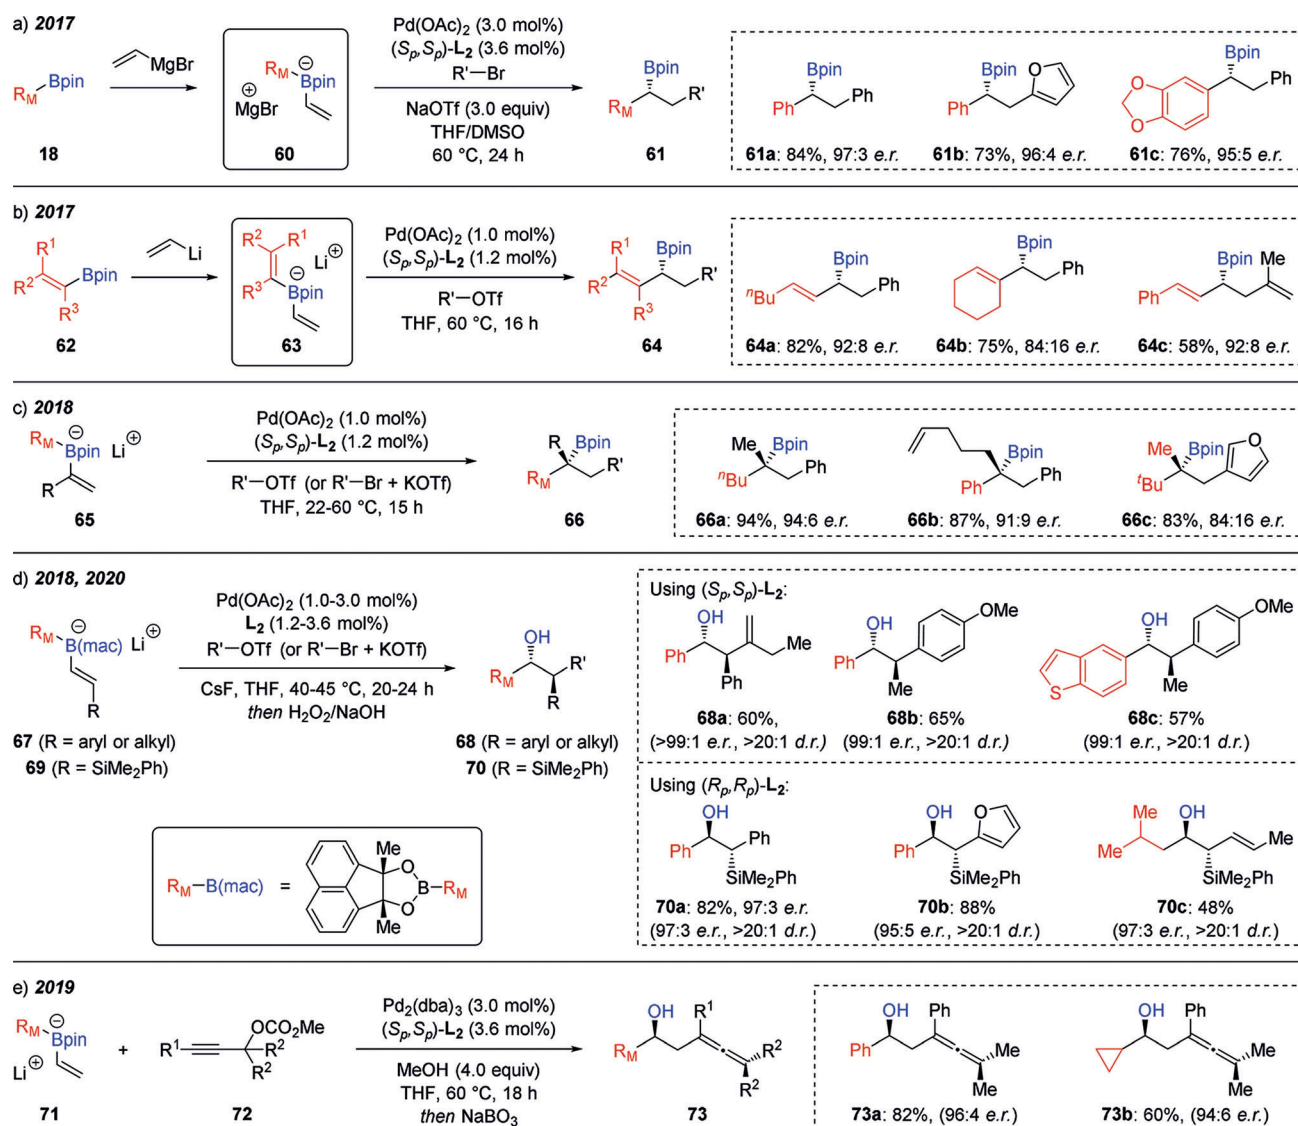 a) 2017
R_M Bpin
MgBr
R_M ⊖
Bpin
⊕
MgBr
Pd(OAc)2 (3.0 mol%)
(Sp,Sp)-L2 (3.6 mol%)
R'–Br
NaOTf (3.0 equiv)
THF/DMSO
60 °C, 24 h
Bpin
R_M R'
18
60
61
Bpin
Ph Ph
61a: 84%, 97:3 e.r.
Bpin O
Ph
61b: 73%, 96:4 e.r.
Bpin
O Ph
O
61c: 76%, 95:5 e.r.
b) 2017
R1
R2 Bpin
R3
Li
R2 R1
Li⊕
⊖
R3 Bpin
Pd(OAc)2 (1.0 mol%)
(Sp,Sp)-L2 (1.2 mol%)
R'–OTf
THF, 60 °C, 16 h
R1 Bpin
R2 R'
R3
62
63
64
Bpin
nBu Ph
64a: 82%, 92:8 e.r.
Bpin
Ph
64b: 75%, 84:16 e.r.
Bpin Me
Ph
64c: 58%, 92:8 e.r.
c) 2018
R_M ⊖
Bpin Li⊕
R
65
Pd(OAc)2 (1.0 mol%)
(Sp,Sp)-L2 (1.2 mol%)
R'–OTf (or R'–Br + KOTf)
THF, 22-60 °C, 15 h
R Bpin
R_M R'
66
Me Bpin
nBu Ph
66a: 94%, 94:6 e.r.
Bpin
Ph Ph
66b: 87%, 91:9 e.r.
Me Bpin O
tBu
66c: 83%, 84:16 e.r.
d) 2018, 2020
R_M ⊖
B(mac) Li⊕
R
67 (R = aryl or alkyl)
69 (R = SiMe2Ph)
Pd(OAc)2 (1.0-3.0 mol%)
L2 (1.2-3.6 mol%)
R'–OTf (or R'–Br + KOTf)
CsF, THF, 40-45 °C, 20-24 h
then H2O2/NaOH
OH
R_M R'
R
68 (R = aryl or alkyl)
70 (R = SiMe2Ph)
R_M–B(mac) =
Me
O
B–R_M
O
Me
Using (Sp,Sp)-L2:
OH
Ph Et
Ph
68a: 60%,
(>99:1 e.r., >20:1 d.r.)
OH OMe
Ph
Me
68b: 65%
(99:1 e.r., >20:1 d.r.)
OH OMe
S
Me
68c: 57%
(99:1 e.r., >20:1 d.r.)
Using (Rp,Rp)-L2:
OH
Ph Ph
SiMe2Ph
70a: 82%, 97:3 e.r.
(97:3 e.r., >20:1 d.r.)
OH O
Ph
SiMe2Ph
70b: 88%
(95:5 e.r., >20:1 d.r.)
Me OH
Me Me
SiMe2Ph
70c: 48%
(97:3 e.r., >20:1 d.r.)
e) 2019
R_M ⊖
Bpin
Li⊕
71
+
OCO2Me
R1 R2
R2
72
Pd2(dba)3 (3.0 mol%)
(Sp,Sp)-L2 (3.6 mol%)
MeOH (4.0 equiv)
THF, 60 °C, 18 h
then NaBO3
OH R1
R_M R2
R2
73
OH Ph
Ph Me
Me
73a: 82%, (96:4 e.r.)
OH Ph
Me
Me
73b: 60%, (94:6 e.r.)